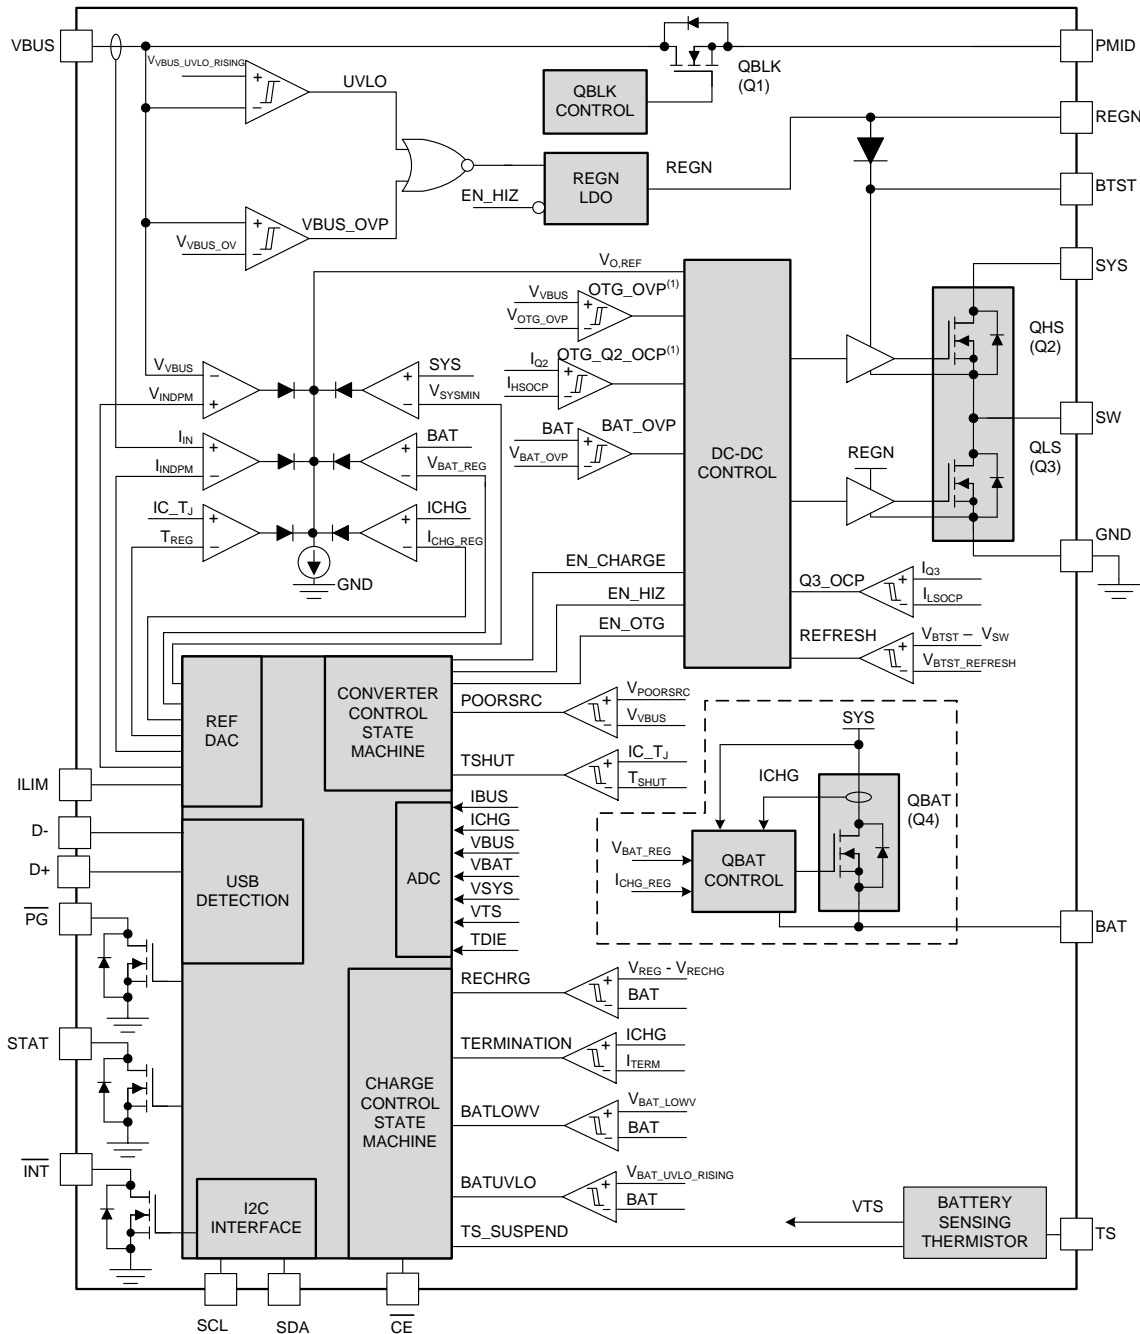 VBUS
PMID
V_VBUS_UVLO_RISING
UVLO
QBLK
CONTROL
QBLK
(Q1)
REGN
EN_HIZ
REGN
LDO
REGN
BTST
VBUS_OVP
V_VBUS_OV
V_O,REF
SYS
V_VBUS
OTG_OVP(1)
V_OTG_OVP
I_Q2
OTG_Q2_OCP(1)
I_HSOCP
BAT
BAT_OVP
V_BAT_OVP
DC-DC
CONTROL
QHS
(Q2)
V_VBUS
SYS
V_INDPM
V_SYSMIN
SW
I_IN
BAT
I_INDPM
V_BAT_REG
REGN
QLS
(Q3)
IC_T_J
ICHG
T_REG
I_CHG_REG
GND
GND
EN_CHARGE
EN_HIZ
EN_OTG
Q3_OCP
I_Q3
I_LSOCP
REFRESH
V_BTST - V_SW
V_BTST_REFRESH
REF
DAC
CONVERTER
CONTROL
STATE
MACHINE
POORSRC
V_POORSRC
V_VBUS
TSHUT
IC_T_J
T_SHUT
SYS
ICHG
QBAT
(Q4)
V_BAT_REG
I_CHG_REG
QBAT
CONTROL
BAT
ILIM
D-
D+
USB
DETECTION
ADC
IBUS
ICHG
VBUS
VBAT
VSYS
VTS
TDIE
PG
STAT
INT
CHARGE
CONTROL
STATE
MACHINE
RECHRG
V_REG - V_RECHG
BAT
TERMINATION
ICHG
I_TERM
BATLOWV
V_BAT_LOWV
BAT
BATUVLO
V_BAT_UVLO_RISING
BAT
TS_SUSPEND
VTS
BATTERY
SENSING
THERMISTOR
TS
I2C
INTERFACE
SCL
SDA
CE